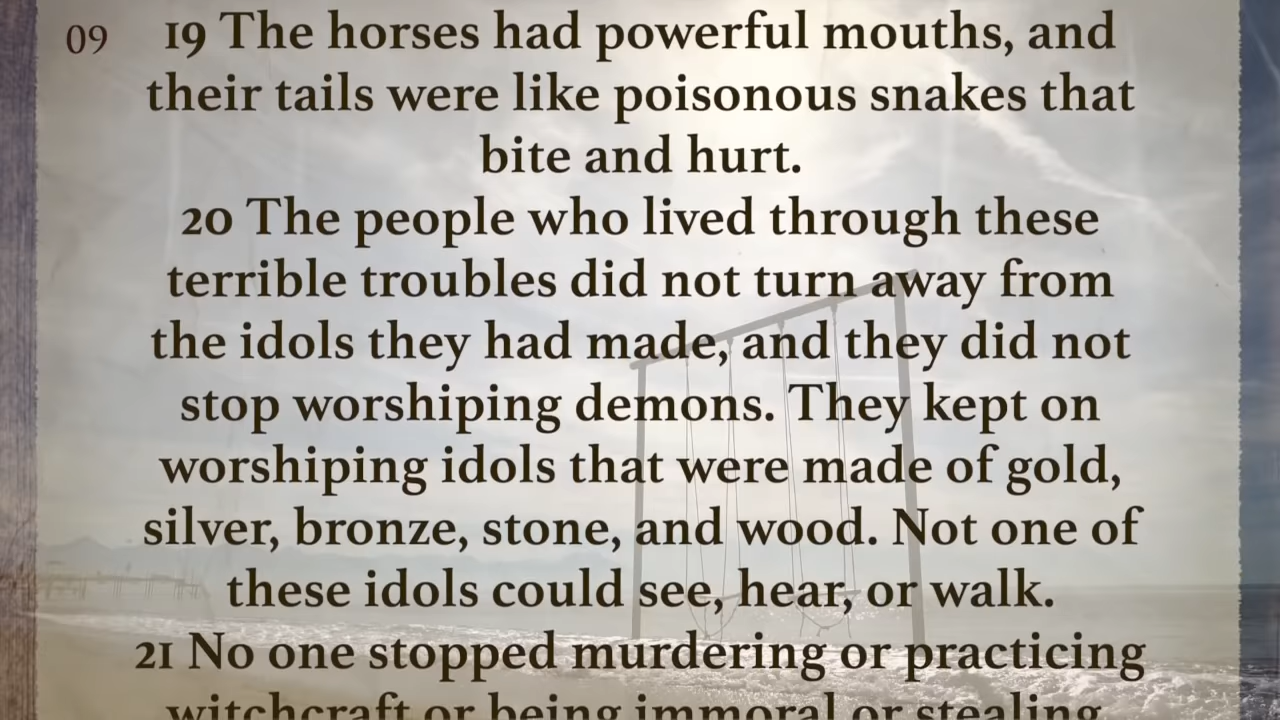 09 19 The horses had powerful mouths, and
their tails were like poisonous snakes that
bite and hurt.
20 The people who lived through these
terrible troubles did not turn away from
the idols they had made, and they did not
stop worshiping demons. They kept on
worshiping idols that were made of gold,
silver, bronze, stone, and wood. Not one of
these idols could see, hear, or walk.
21 No one stopped murdering or practicing
witchcraft or being immoral or stealing.